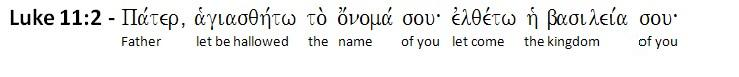 Luke 11:2 - Πάτερ, ἁγιασθήτω τὸ ὄνομά σου· ἐλθέτω ἡ βασιλεία σου·
Father let be hallowed the name of you let come the kingdom of you